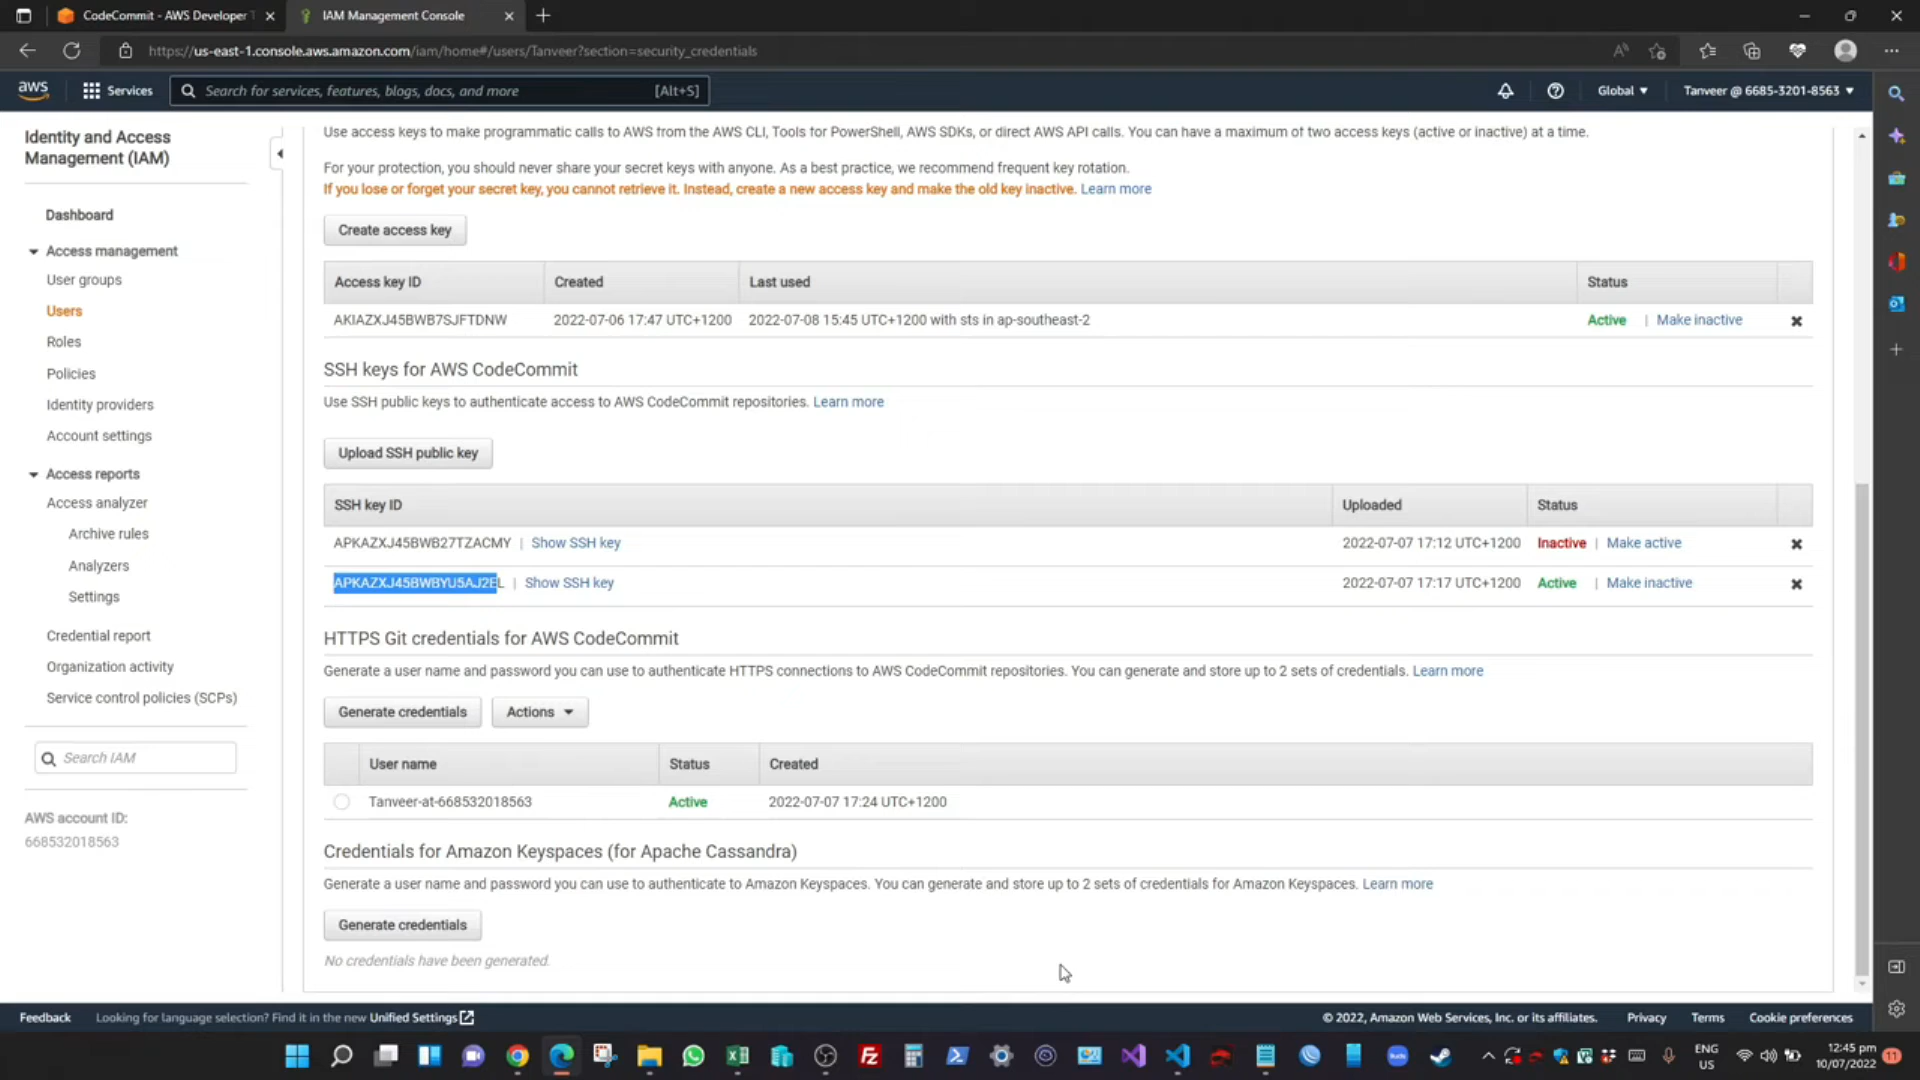 CodeCommit - AWS Developer T
IAM Management Console
https://us-east-1.console.aws.amazon.com/iam/home#/users/Tanveer?section=security_credentials
aws
Services
Search for services, features, blogs, docs, and more
[Alt+S]
Global
Tanveer @ 6685-3201-8563
Identity and Access
Management (IAM)
Dashboard
Access management
User groups
Users
Roles
Policies
Identity providers
Account settings
Access reports
Access analyzer
Archive rules
Analyzers
Settings
Credential report
Organization activity
Service control policies (SCPs)
Search IAM
AWS account ID:
668532018563
Use access keys to make programmatic calls to AWS from the AWS CLI, Tools for PowerShell, AWS SDKs, or direct AWS API calls. You can have a maximum of two access keys (active or inactive) at a time.
For your protection, you should never share your secret keys with anyone. As a best practice, we recommend frequent key rotation.
If you lose or forget your secret key, you cannot retrieve it. Instead, create a new access key and make the old key inactive. Learn more
Create access key
Access key ID Created Last used Status
AKIAZXJ45BWB7SJFTDNW 2022-07-06 17:47 UTC+1200 2022-07-08 15:45 UTC+1200 with sts in ap-southeast-2 Active | Make inactive
SSH keys for AWS CodeCommit
Use SSH public keys to authenticate access to AWS CodeCommit repositories. Learn more
Upload SSH public key
SSH key ID Uploaded Status
APKAZXJ45BWB27TZACMY | Show SSH key 2022-07-07 17:12 UTC+1200 Inactive | Make active
APKAZXJ45BWBYU5AJ2EL | Show SSH key 2022-07-07 17:17 UTC+1200 Active | Make inactive
HTTPS Git credentials for AWS CodeCommit
Generate a user name and password you can use to authenticate HTTPS connections to AWS CodeCommit repositories. You can generate and store up to 2 sets of credentials. Learn more
Generate credentials
Actions
User name Status Created
Tanveer-at-668532018563 Active 2022-07-07 17:24 UTC+1200
Credentials for Amazon Keyspaces (for Apache Cassandra)
Generate a user name and password you can use to authenticate to Amazon Keyspaces. You can generate and store up to 2 sets of credentials for Amazon Keyspaces. Learn more
Generate credentials
No credentials have been generated.
Feedback
Looking for language selection? Find it in the new Unified Settings
© 2022, Amazon Web Services, Inc. or its affiliates.
Privacy
Terms
Cookie preferences
ENG
US
12:45 pm
10/07/2022
11